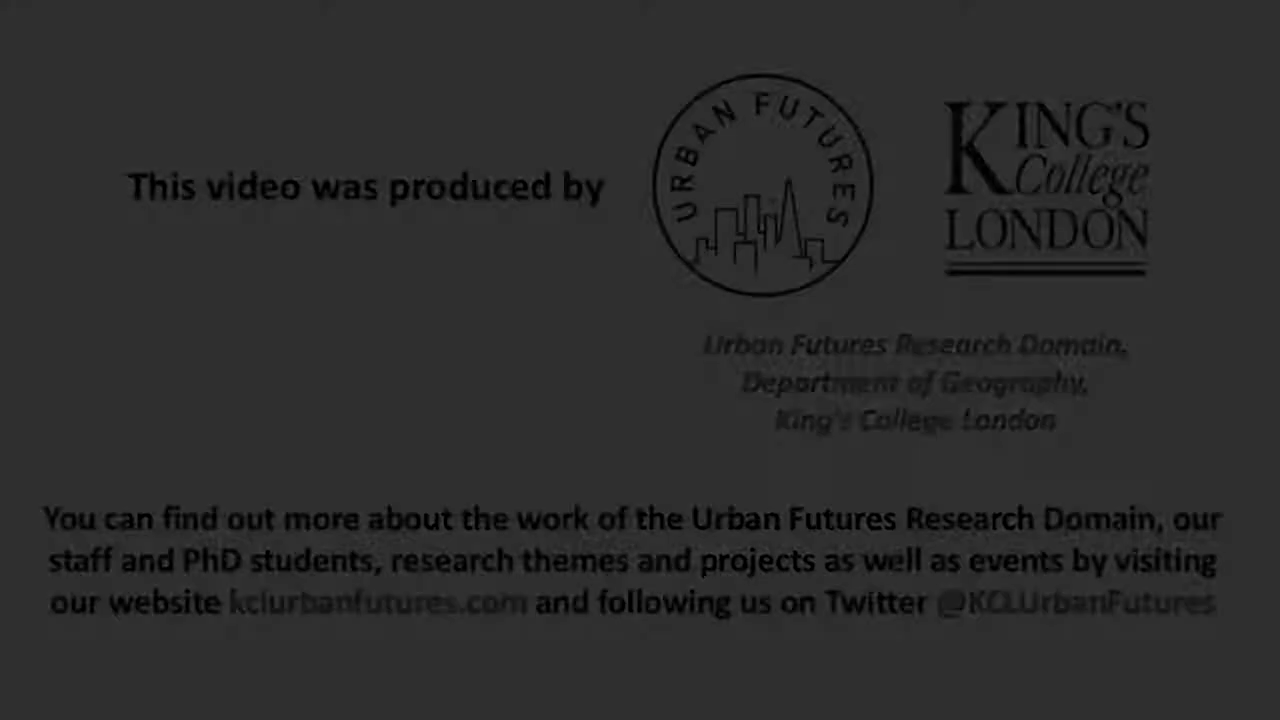 This video was produced by
URBAN FUTURES
KING'S
College
LONDON
Urban Futures Research Domain,
Department of Geography,
King's College London
You can find out more about the work of the Urban Futures Research Domain, our
staff and PhD students, research themes and projects as well as events by visiting
our website kclurbanfutures.com and following us on Twitter @KCLUrbanFutures